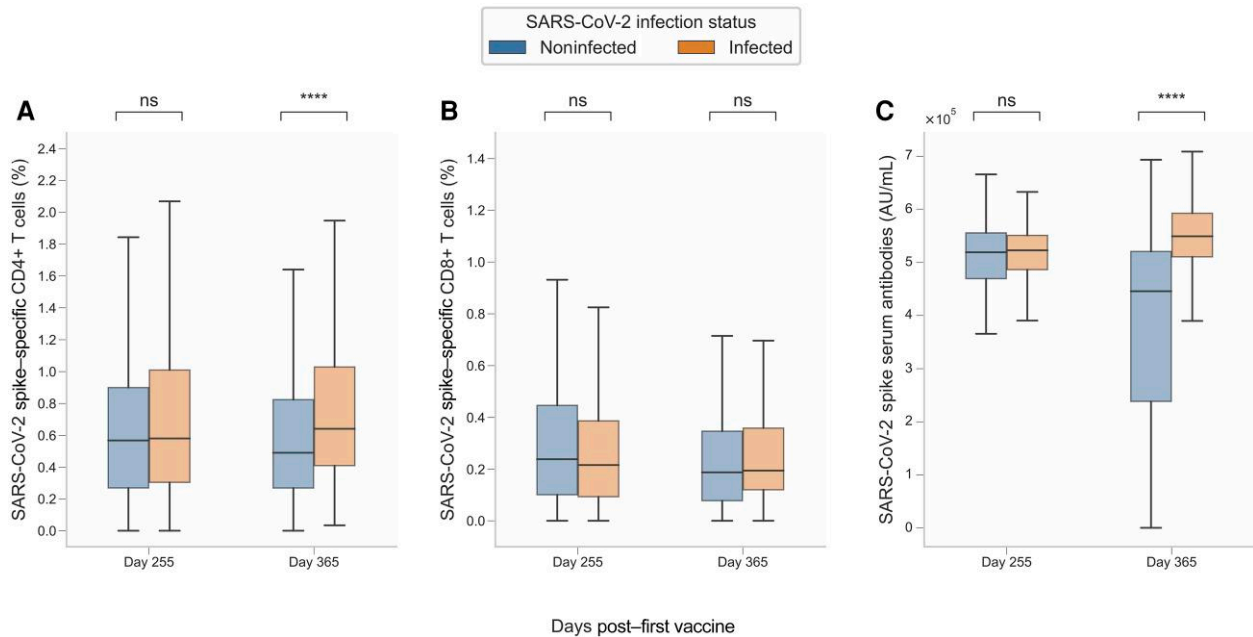 SARS-CoV-2 infection status
Noninfected
Infected
A
ns
****
SARS-CoV-2 spike–specific CD4+ T cells (%)
2.4
2.2
2.0
1.8
1.6
1.4
1.2
1.0
0.8
0.6
0.4
0.2
0.0
Day 255
Day 365
B
ns
ns
SARS-CoV-2 spike–specific CD8+ T cells (%)
1.4
1.2
1.0
0.8
0.6
0.4
0.2
0.0
Day 255
Day 365
C
×10⁵
ns
****
SARS-CoV-2 spike serum antibodies (AU/mL)
7
6
5
4
3
2
1
0
Day 255
Day 365
Days post–first vaccine